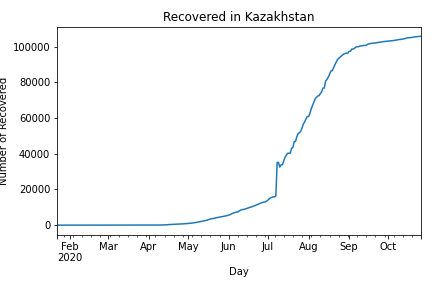 Recovered in Kazakhstan
Number of Recovered
100000
80000
60000
40000
20000
0
Feb Mar Apr May Jun Jul Aug Sep Oct
2020
Day